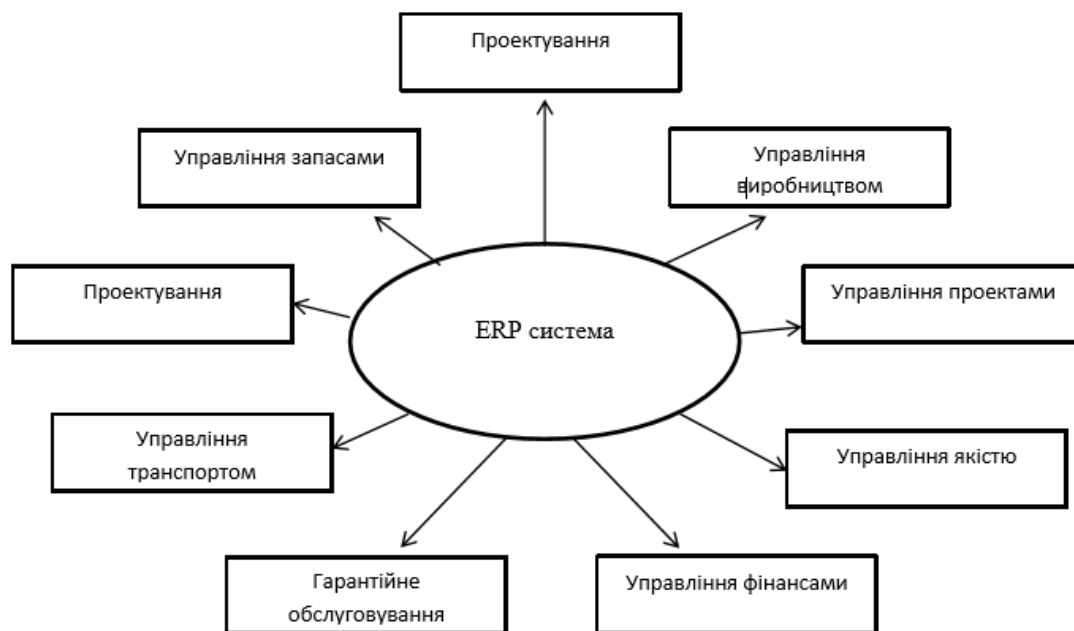 Проектування
Управління запасами
Управління
виробництвом
Проектування
Управління проектами
ERP система
Управління
транспортом
Управління якістю
Гарантійне
обслуговування
Управління фінансами